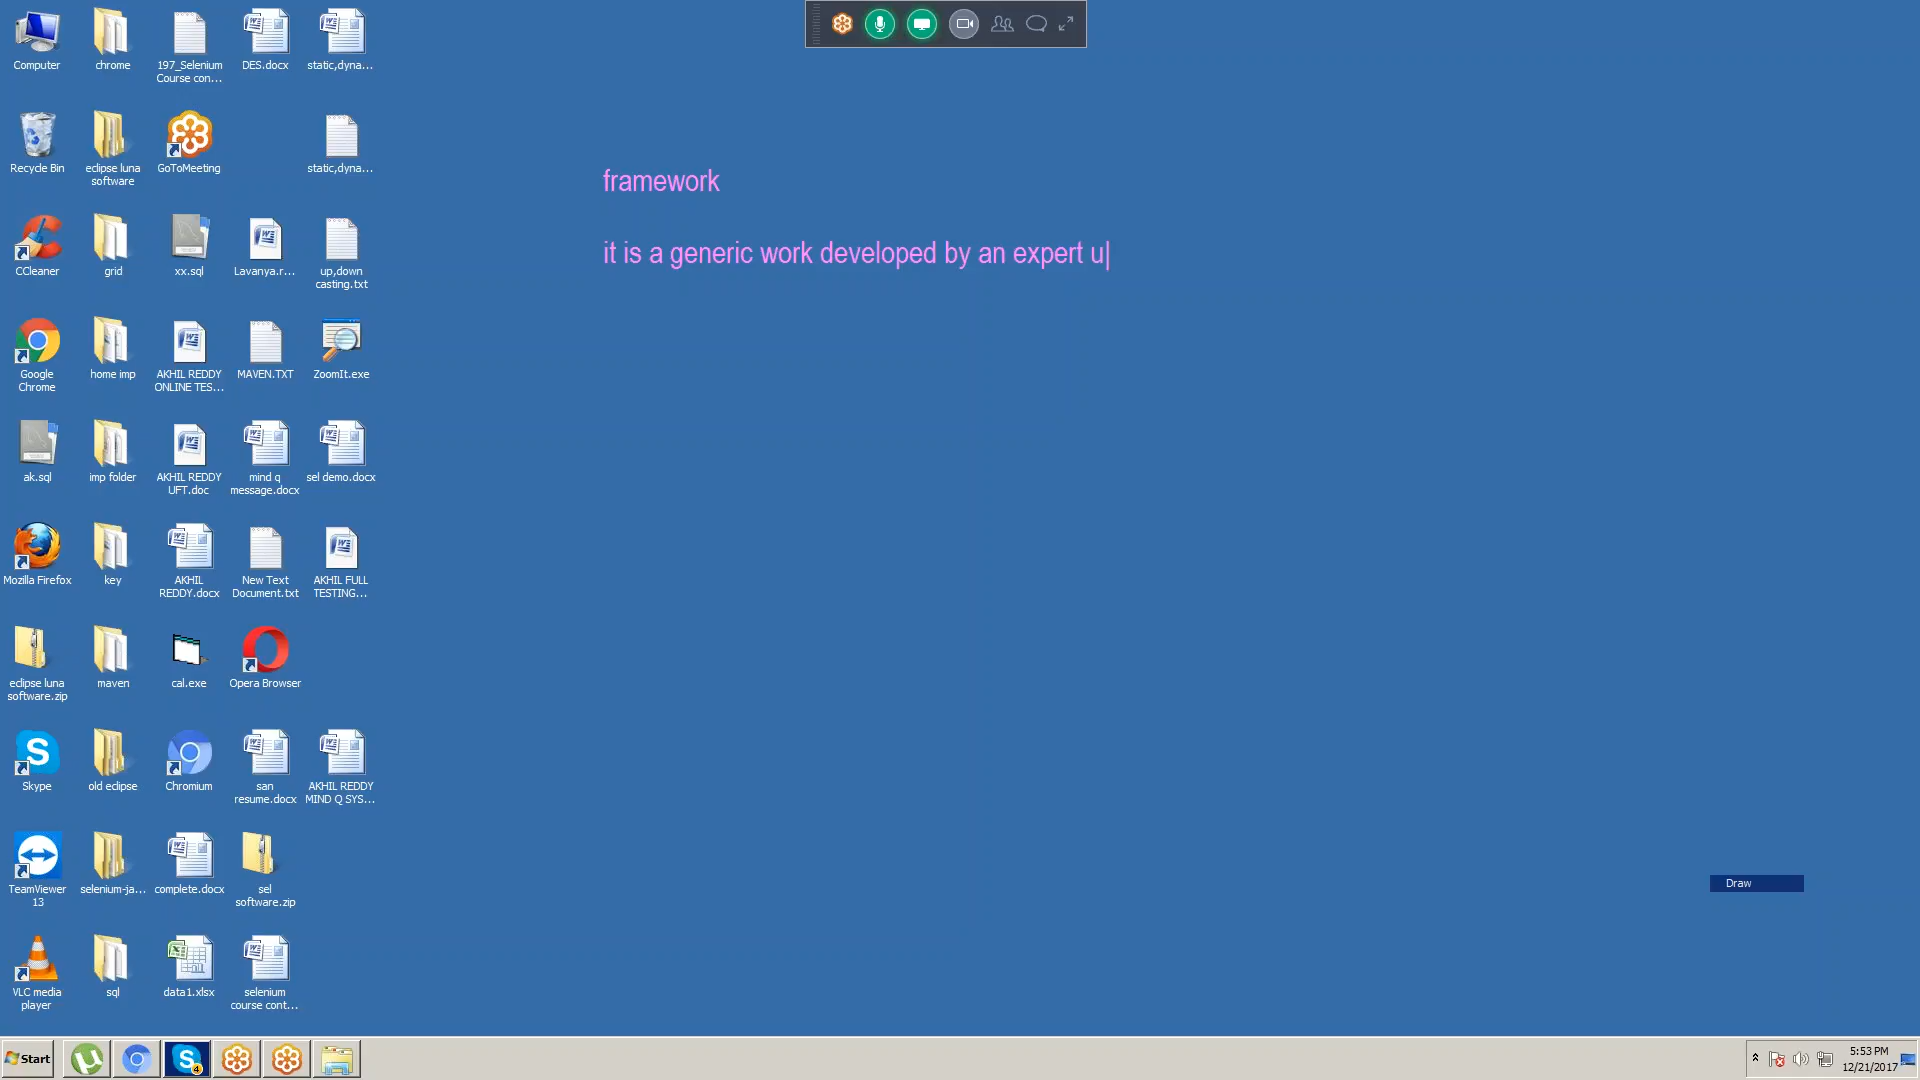 Computer
chrome
197_Selenium
Course con...
DES.docx
static,dyna...
Recycle Bin
eclipse luna
software
GoToMeeting
static,dyna...
framework
it is a generic work developed by an expert u
CCleaner
grid
xx.sql
Lavanya.r...
up,down
casting.txt
Google
Chrome
home imp
AKHIL REDDY
ONLINE TES...
MAVEN.TXT
ZoomIt.exe
ak.sql
imp folder
AKHIL REDDY
UFT.doc
mind q
message.docx
sel demo.docx
Mozilla Firefox
key
AKHIL
REDDY.docx
New Text
Document.txt
AKHIL FULL
TESTING...
eclipse luna
software.zip
maven
cal.exe
Opera Browser
Skype
old eclipse
Chromium
san
resume.docx
AKHIL REDDY
MIND Q SYS...
TeamViewer
13
selenium-ja...
complete.docx
sel
software.zip
Draw
VLC media
player
sql
data1.xlsx
selenium
course cont...
Start
4
5:53 PM
12/21/2017